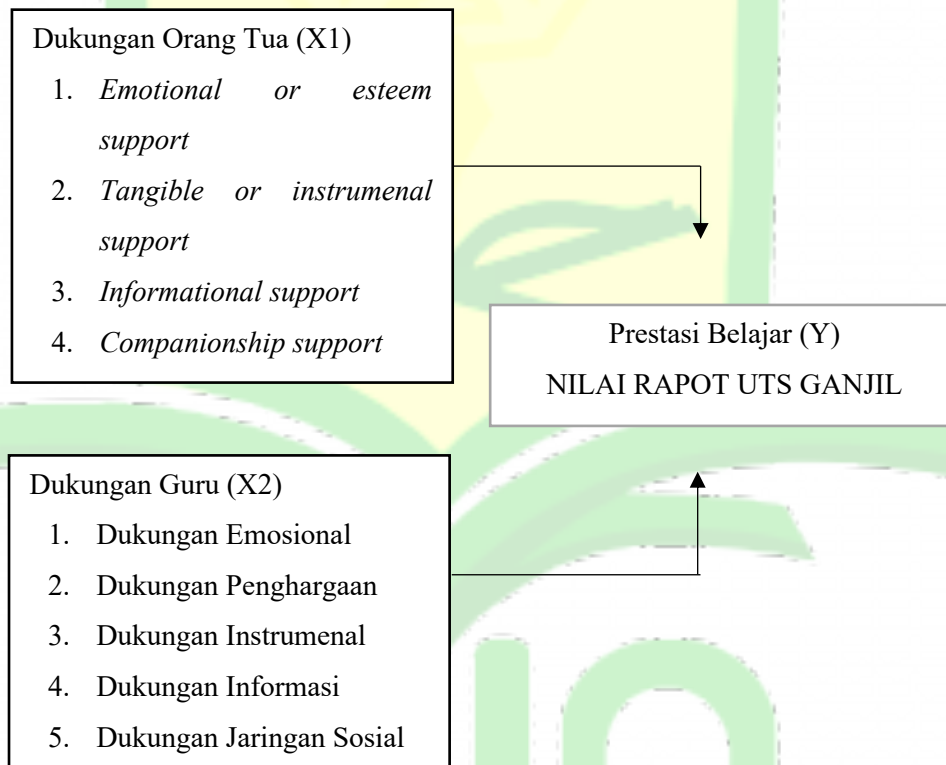 Dukungan Orang Tua (X1)
1. Emotional or esteem
support
2. Tangible or instrumenal
support
3. Informational support
4. Companionship support
Prestasi Belajar (Y)
NILAI RAPOT UTS GANJIL
Dukungan Guru (X2)
1. Dukungan Emosional
2. Dukungan Penghargaan
3. Dukungan Instrumenal
4. Dukungan Informasi
5. Dukungan Jaringan Sosial